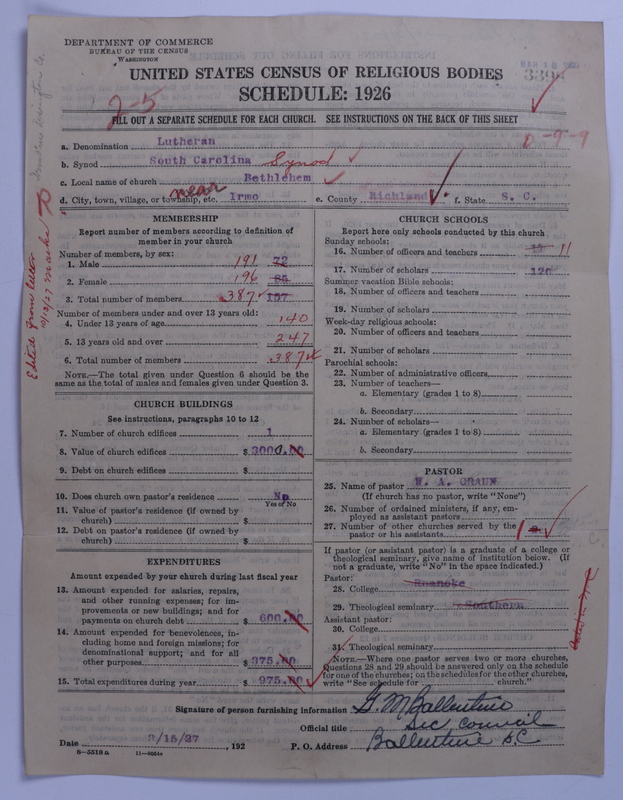 DEPARTMENT OF COMMERCE
BUREAU OF THE CENSUS
WASHINGTON
UNITED STATES CENSUS OF RELIGIOUS BODIES
SCHEDULE: 1926
2-5
FILL OUT A SEPARATE SCHEDULE FOR EACH CHURCH. SEE INSTRUCTIONS ON THE BACK OF THIS SHEET
a. Denomination Lutheran
b. Synod South Carolina Synod
c. Local name of church Bethlehem
d. City, town, village, or township, etc. near Irmo e. County Richland f. State S. C.
MEMBERSHIP
Report number of members according to definition of
member in your church
Number of members, by sex:
1. Male 191 72
2. Female 196 85
3. Total number of members 387 157
Number of members under and over 13 years old:
4. Under 13 years of age 140
5. 13 years old and over 247
6. Total number of members 387
NOTE.—The total given under Question 6 should be the
same as the total of males and females given under Question 3.
CHURCH BUILDINGS
See instructions, paragraphs 10 to 12
7. Number of church edifices 1
8. Value of church edifices $3000.00
9. Debt on church edifices $
10. Does church own pastor's residence No
Yes or No
11. Value of pastor's residence (if owned by
church) $
12. Debt on pastor's residence (if owned by
church) $
EXPENDITURES
Amount expended by your church during last fiscal year
13. Amount expended for salaries, repairs,
and other running expenses; for im-
provements or new buildings; and for
payments on church debt $ 600.00
14. Amount expended for benevolences, in-
cluding home and foreign missions; for
denominational support; and for all
other purposes $ 375.00
15. Total expenditures during year $ 975.00
CHURCH SCHOOLS
Report here only schools conducted by this church
Sunday schools:
16. Number of officers and teachers 11
17. Number of scholars 120
Summer vacation Bible schools:
18. Number of officers and teachers
19. Number of scholars
Week-day religious schools:
20. Number of officers and teachers
21. Number of scholars
Parochial schools:
22. Number of administrative officers
23. Number of teachers—
a. Elementary (grades 1 to 8)
b. Secondary
24. Number of scholars—
a. Elementary (grades 1 to 8)
b. Secondary
PASTOR
25. Name of pastor W. A. GRAUN
(If church has no pastor, write "None")
26. Number of ordained ministers, if any, em-
ployed as assistant pastors
27. Number of other churches served by the
pastor or his assistants 1
If pastor (or assistant pastor) is a graduate of a college or
theological seminary, give name of institution below. (If
not a graduate, write "No" in the space indicated.)
Pastor:
28. College Roanoke
29. Theological seminary Southern
Assistant pastor:
30. College
31. Theological seminary
NOTE.—Where one pastor serves two or more churches,
Questions 28 and 29 should be answered only on the schedule
for one of the churches; on the schedules for the other churches,
write "See schedule for church."
Signature of person furnishing information G. M. Ballentine
Official title Sec Council
Date 3/15/27, 192 P. O. Address Ballentine S.C
8—5518a 11—9054a
Edited from letter
10/12/27